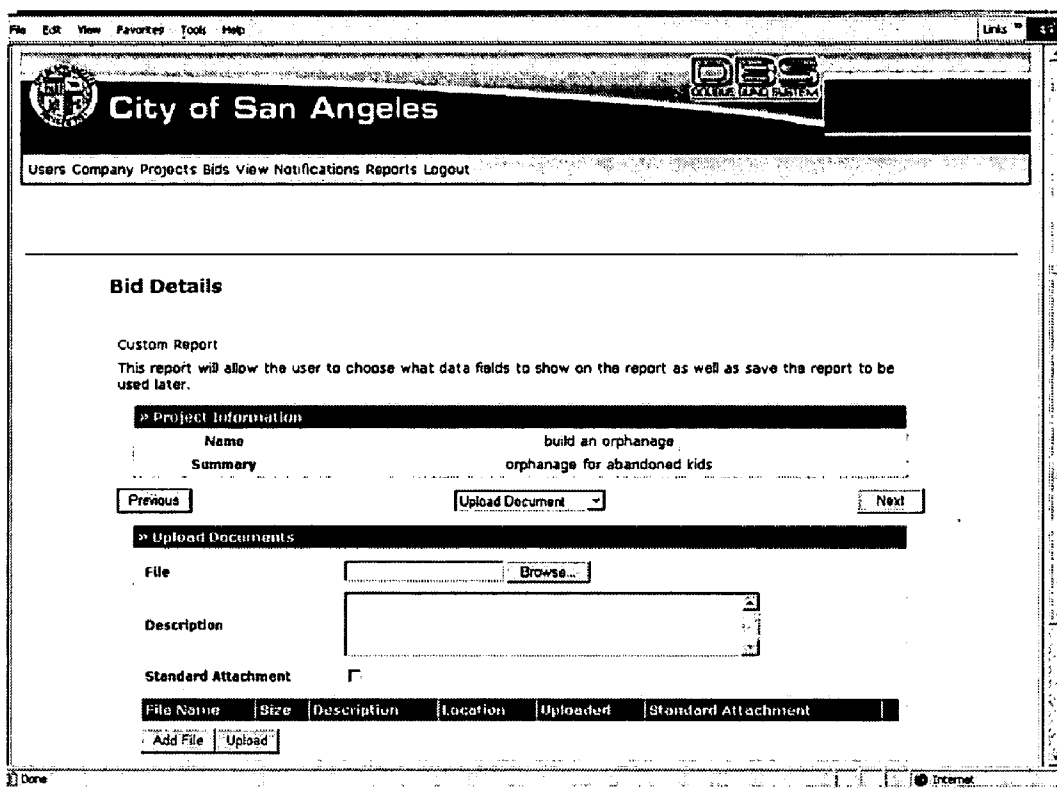 File Edit View Favorites Tools Help Links »
DBS
City of San Angeles
Users Company Projects Bids View Notifications Reports Logout
Bid Details
Custom Report
This report will allow the user to choose what data fields to show on the report as well as save the report to be
used later.
» Project Information
Name build an orphanage
Summary orphanage for abandoned kids
Previous Upload Document Next
» Upload Documents
File Browse...
Description
Standard Attachment
File Name Size Description Location Uploaded Standard Attachment
Add File Upload
Done Internet